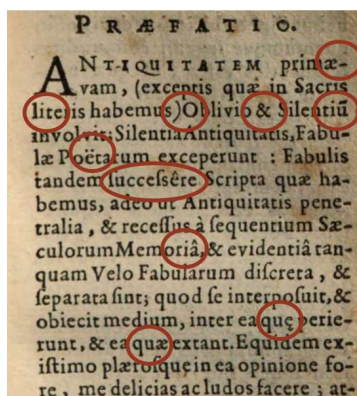 PRÆFATIO.
ANTIQUITATEM primæ-
vam, (exceptis quæ in Sacris
literis habemus) Oblivio & Silentiū
involvit: Silentia Antiquitatis, Fabu-
læ Poëtarum exceperunt : Fabulis
tandem ſucceſsêre Scripta quæ ha-
bemus, adeò ut Antiquitatis pene-
tralia, & receſſus à ſequentium Sæ-
culorum Memoriâ, & evidentiâ tan-
quam Velo Fabularum diſcreta, &
ſeparata ſint; quod ſe interpoſuit, &
obiecit medium, inter ea quę perie-
runt, & ea quæ extant. Equidem ex-
iſtimo plæroſque in ea opinione fo-
re, me delicias ac ludos facere ; at-